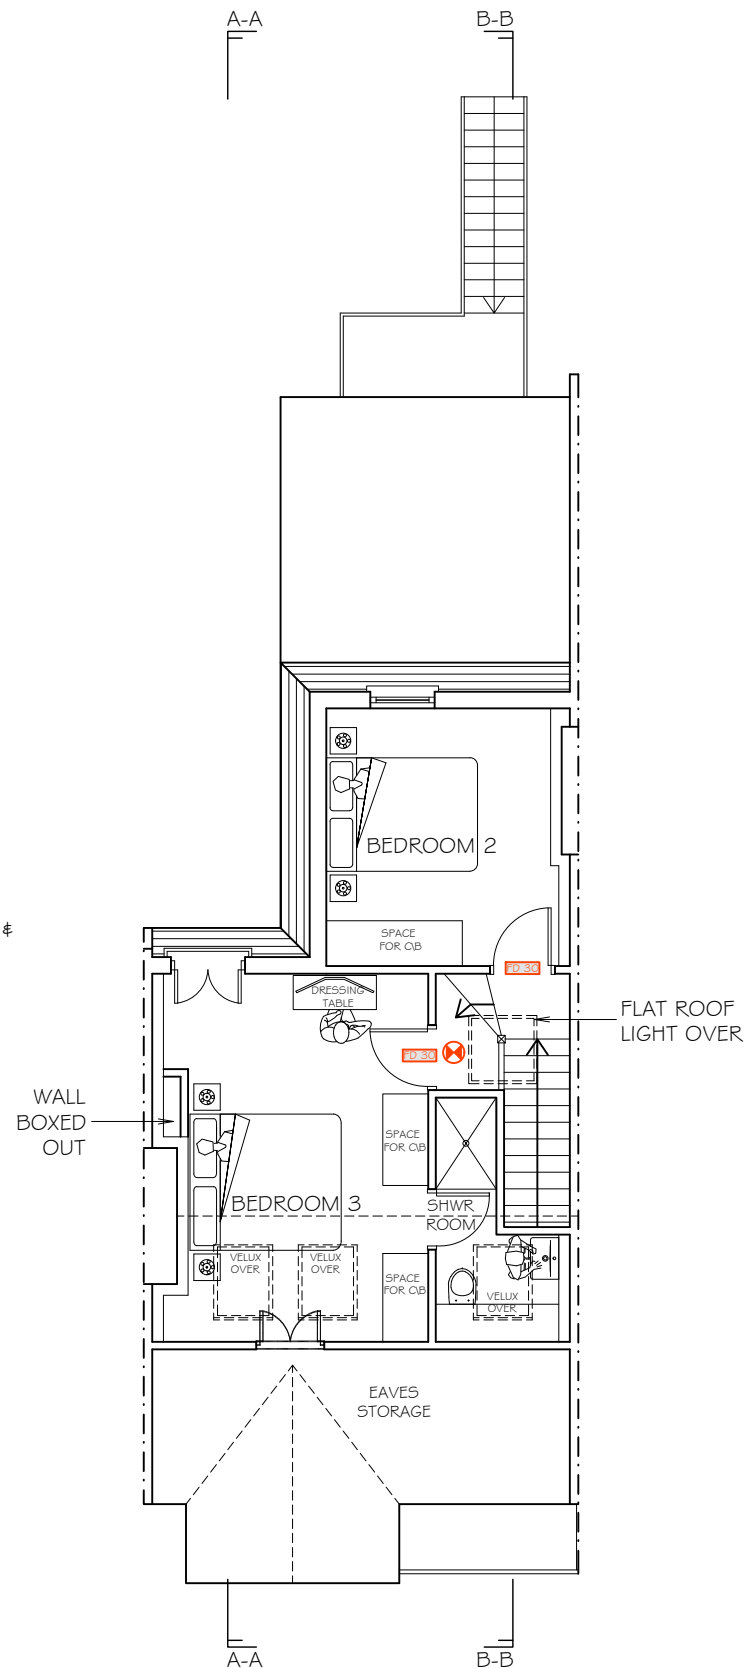 A-A
B-B
BEDROOM 2
SPACE
FOR C\B
&
FD 30
DRESSING
TABLE
FLAT ROOF
LIGHT OVER
FD 30
WALL
BOXED
OUT
SPACE
FOR C\B
BEDROOM 3
SHWR
ROOM
VELUX
OVER
VELUX
OVER
SPACE
FOR C\B
VELUX
OVER
EAVES
STORAGE
A-A
B-B